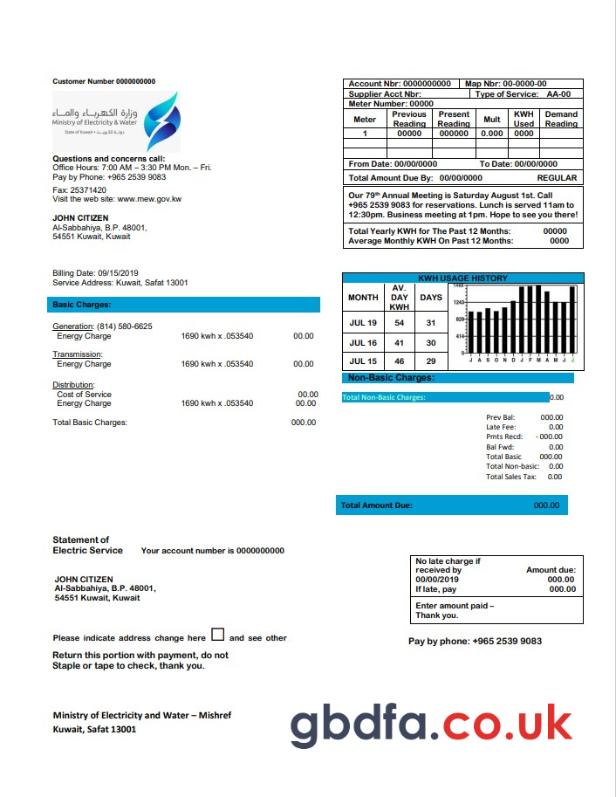 Customer Number 0000000000
وزارة الكهرباء والماء
Ministry of Electricity & Water
State of Kuwait - دولة الكويت
Questions and concerns call:
Office Hours: 7:00 AM – 3:30 PM Mon. – Fri.
Pay by Phone: +965 2539 9083
Fax: 25371420
Visit the web site: www.mew.gov.kw
JOHN CITIZEN
Al-Sabbahiya, B.P. 48001,
54551 Kuwait, Kuwait
Account Nbr: 0000000000 Map Nbr: 00-0000-00
Supplier Acct Nbr: Type of Service: AA-00
Meter Number: 00000
Meter Previous Reading Present Reading Mult KWH Used Demand Reading
1 00000 000000 0.000 0000
From Date: 00/00/0000 To Date: 00/00/0000
Total Amount Due By: 00/00/0000 REGULAR
Our 79th Annual Meeting is Saturday August 1st. Call
+965 2539 9083 for reservations. Lunch is served 11am to
12:30pm. Business meeting at 1pm. Hope to see you there!
Total Yearly KWH for The Past 12 Months: 00000
Average Monthly KWH On Past 12 Months: 0000
Billing Date: 09/15/2019
Service Address: Kuwait, Safat 13001
Basic Charges:
Generation: (814) 580-6625
Energy Charge 1690 kwh x .053540 00.00
Transmission:
Energy Charge 1690 kwh x .053540 00.00
Distribution:
Cost of Service 00.00
Energy Charge 1690 kwh x .053540 00.00
Total Basic Charges: 000.00
KWH USAGE HISTORY
MONTH AV. DAY KWH DAYS
JUL 19 54 31
JUL 16 41 30
JUL 15 46 29
1240
820
410
0
J A S O N D J F M A M J J
Non-Basic Charges:
Total Non-Basic Charges: 0.00
Prev Bal: 000.00
Late Fee: 0.00
Pmts Recd: - 000.00
Bal Fwd: 0.00
Total Basic 000.00
Total Non-basic: 0.00
Total Sales Tax: 0.00
Total Amount Due: 000.00
Statement of
Electric Service Your account number is 0000000000
JOHN CITIZEN
Al-Sabbahiya, B.P. 48001,
54551 Kuwait, Kuwait
No late charge if
received by Amount due:
00/00/2019 000.00
If late, pay 000.00
Enter amount paid –
Thank you.
Please indicate address change here and see other
Return this portion with payment, do not
Staple or tape to check, thank you.
Pay by phone: +965 2539 9083
Ministry of Electricity and Water – Mishref
Kuwait, Safat 13001
gbdfa.co.uk